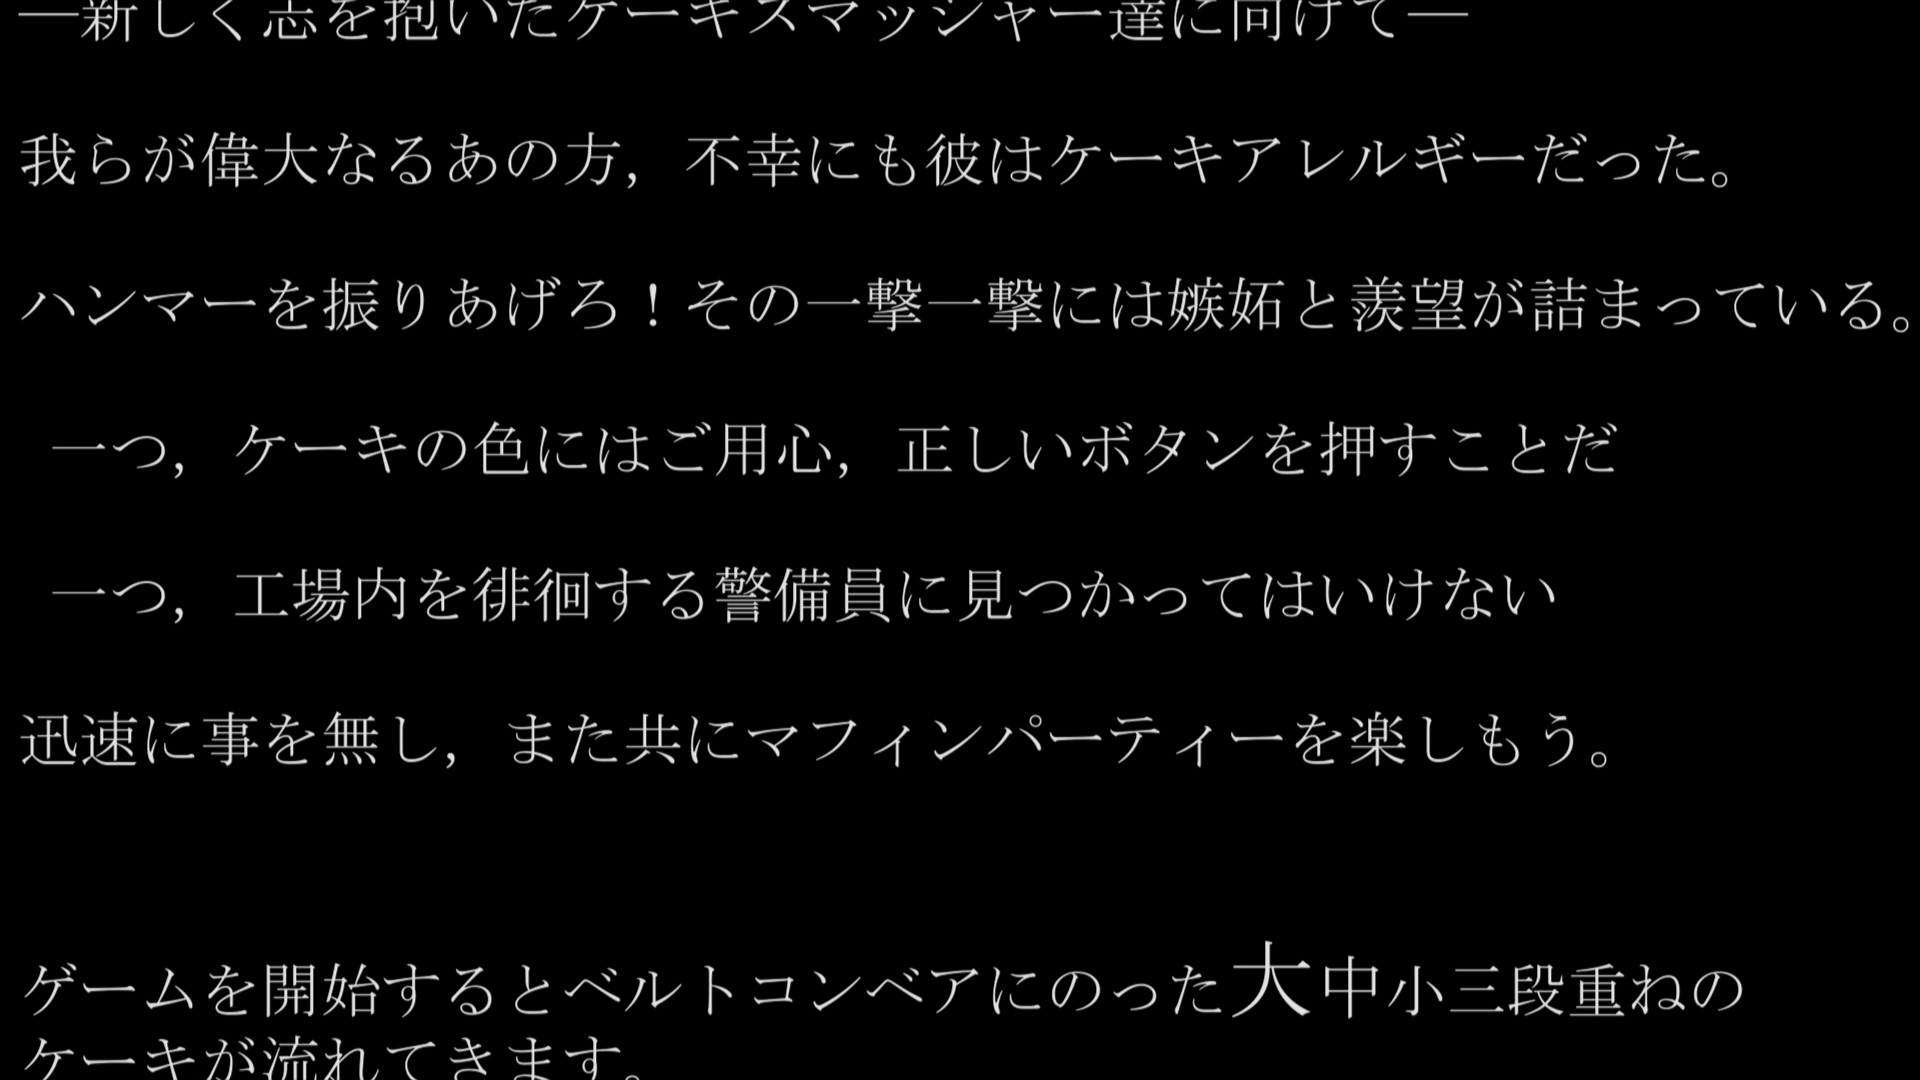 —新しく志を抱いたケーキスマッシャー達に向けて—
我らが偉大なるあの方，不幸にも彼はケーキアレルギーだった。
ハンマーを振りあげろ！その一撃一撃には嫉妬と羨望が詰まっている。
一つ，ケーキの色にはご用心，正しいボタンを押すことだ
一つ，工場内を徘徊する警備員に見つかってはいけない
迅速に事を無し，また共にマフィンパーティーを楽しもう。
ゲームを開始するとベルトコンベアにのった大中小三段重ねの
ケーキが流れてきます。